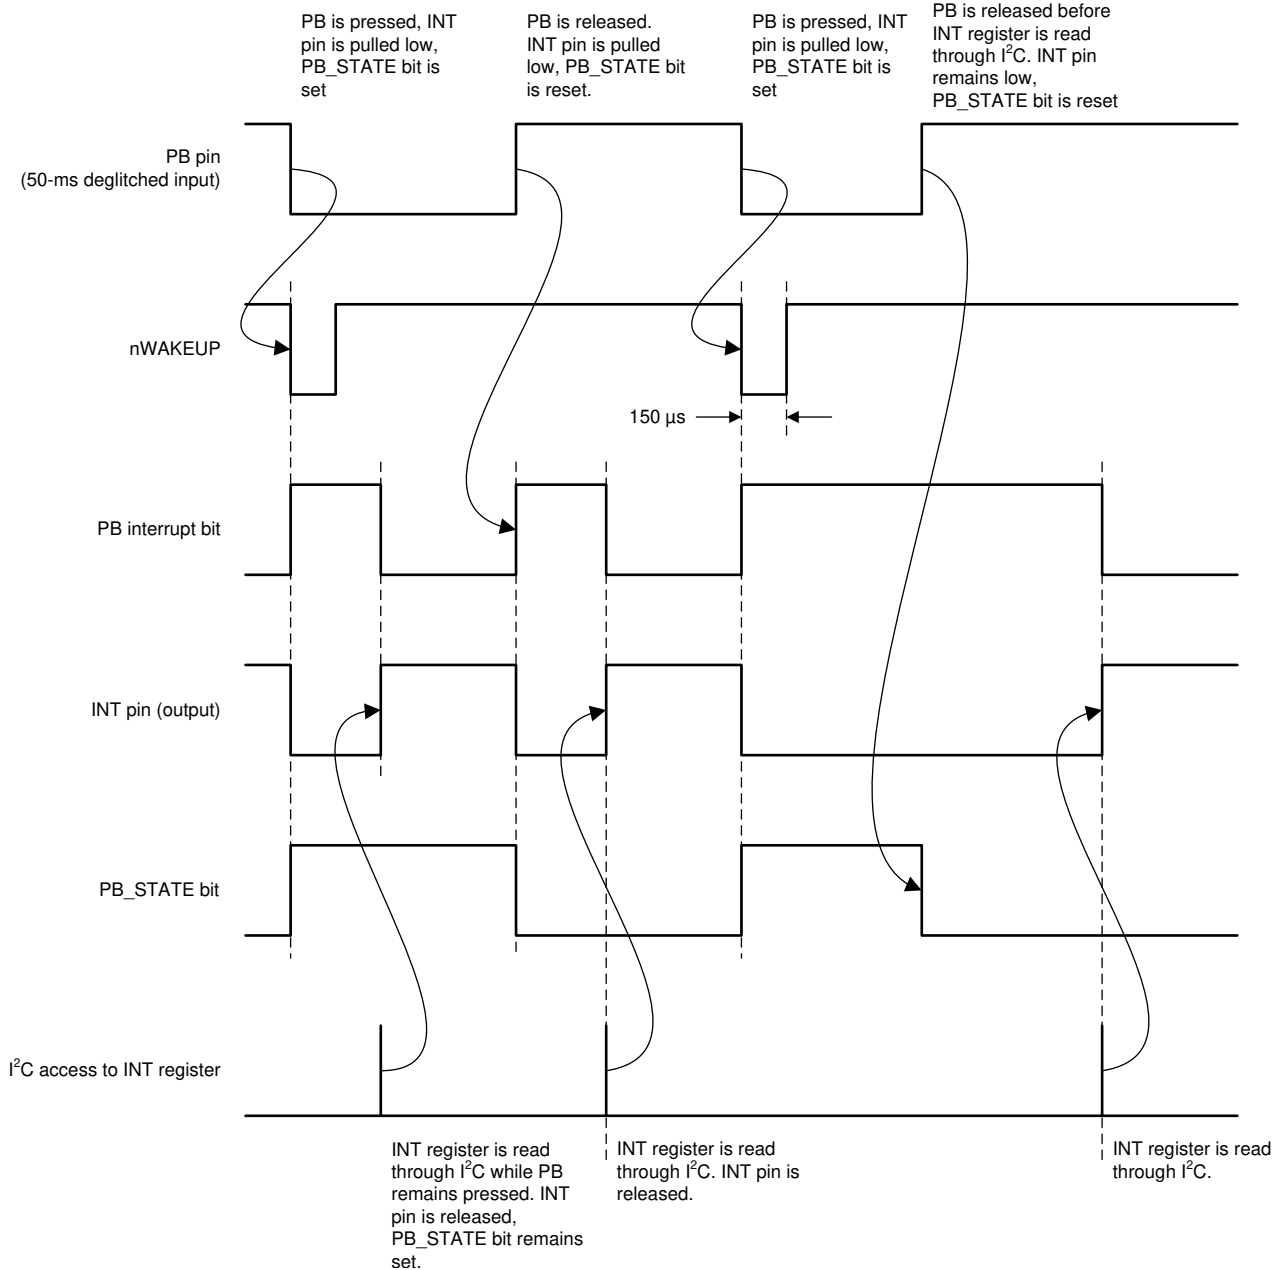 PB is pressed, INT
pin is pulled low,
PB_STATE bit is
set
PB is released.
INT pin is pulled
low, PB_STATE bit
is reset.
PB is pressed, INT
pin is pulled low,
PB_STATE bit is
set
PB is released before
INT register is read
through I²C. INT pin
remains low,
PB_STATE bit is reset
PB pin
(50-ms deglitched input)
nWAKEUP
150 µs
PB interrupt bit
INT pin (output)
PB_STATE bit
I²C access to INT register
INT register is read
through I²C while PB
remains pressed. INT
pin is released,
PB_STATE bit remains
set.
INT register is read
through I²C. INT pin is
released.
INT register is read
through I²C.